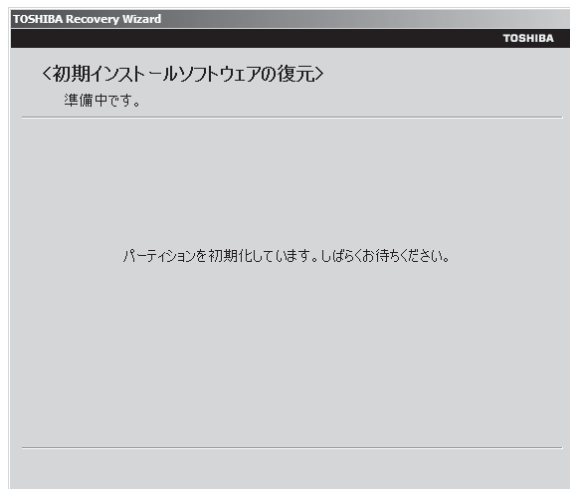 TOSHIBA Recovery Wizard
TOSHIBA
<初期インストールソフトウェアの復元>
準備中です。
パーティションを初期化しています。しばらくお待ちください。